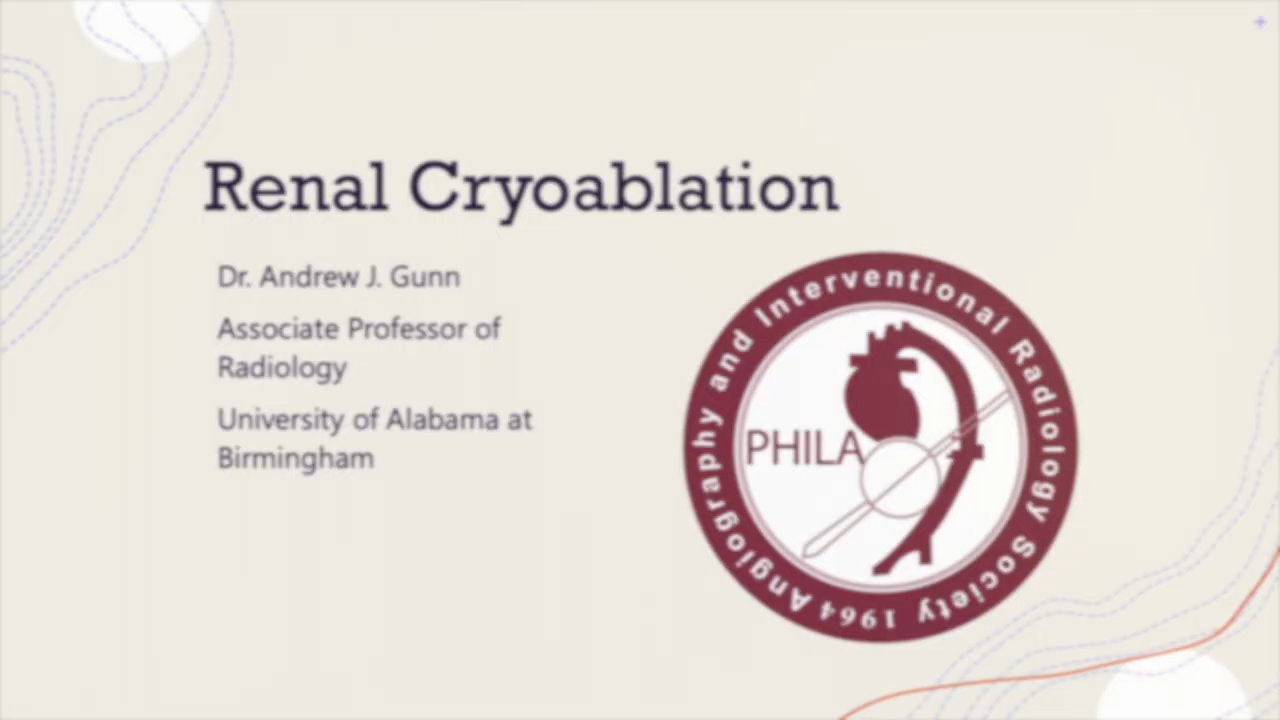 Renal Cryoablation
Dr. Andrew J. Gunn
Associate Professor of
Radiology
University of Alabama at
Birmingham
Angiography and Interventional Radiology Society 1964
PHILA